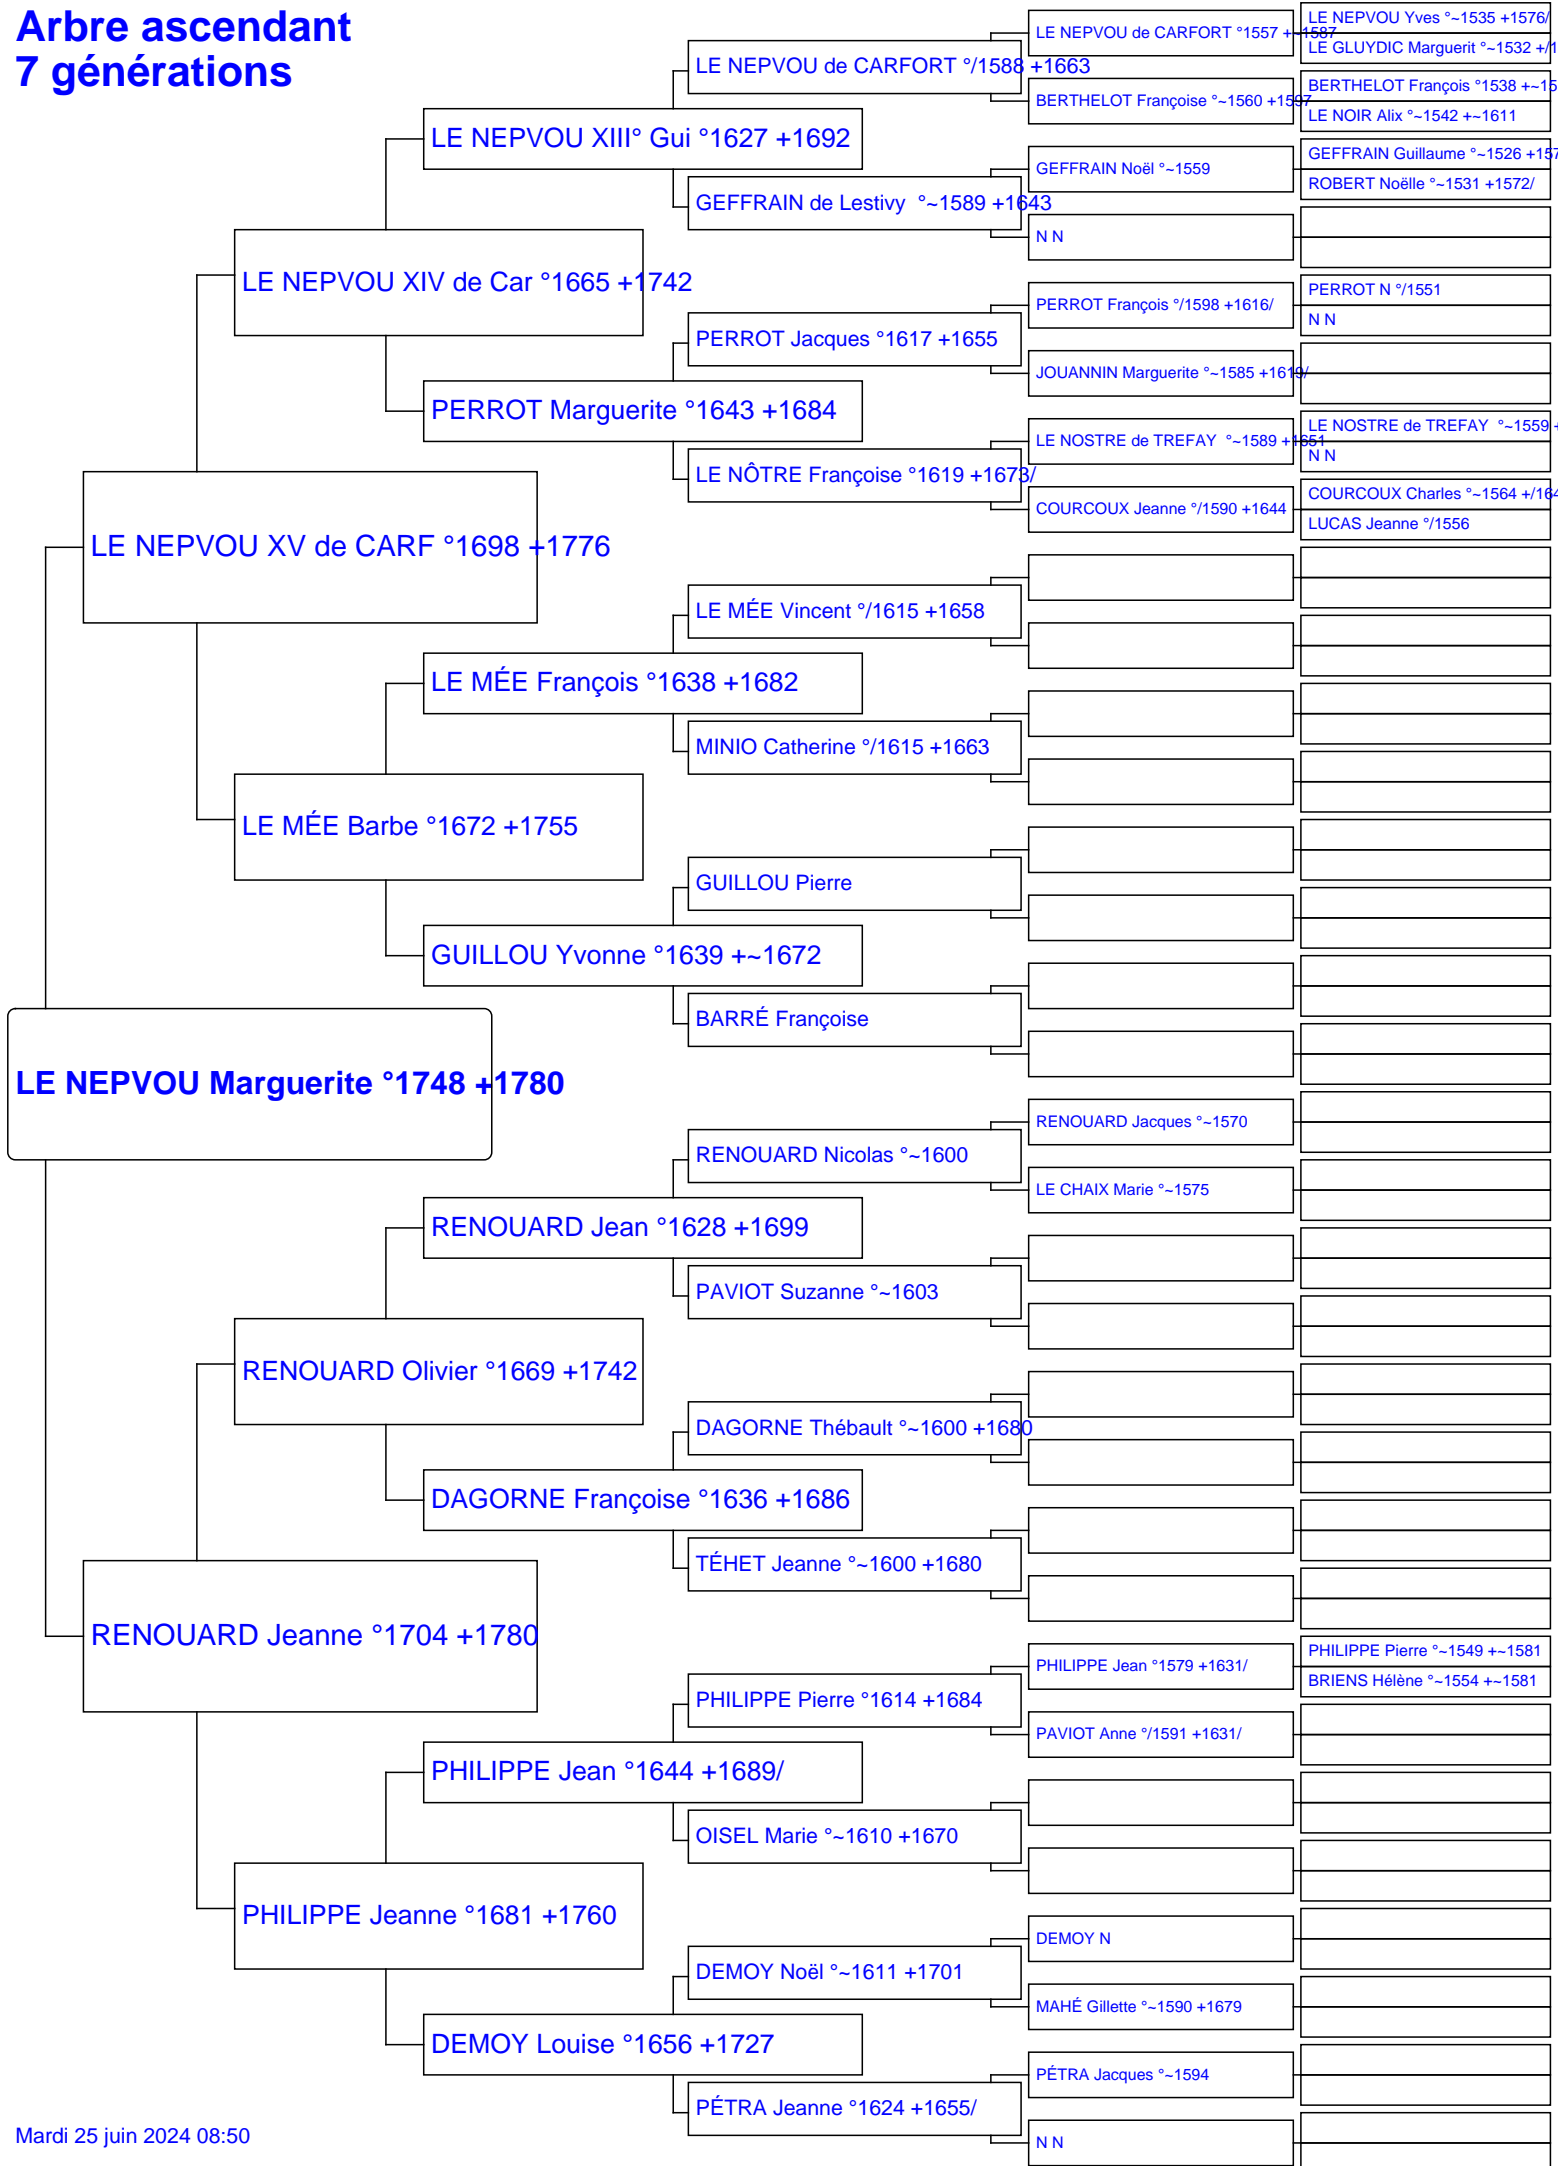 Arbre ascendant
7 générations
LE NEPVOU Marguerite °1748 +1780
LE NEPVOU XV de CARF °1698 +1776
RENOUARD Jeanne °1704 +1780
LE NEPVOU XIV de Car °1665 +1742
LE MÉE Barbe °1672 +1755
RENOUARD Olivier °1669 +1742
PHILIPPE Jeanne °1681 +1760
LE NEPVOU XIII° Gui °1627 +1692
PERROT Marguerite °1643 +1684
LE MÉE François °1638 +1682
GUILLOU Yvonne °1639 +~1672
RENOUARD Jean °1628 +1699
DAGORNE Françoise °1636 +1686
PHILIPPE Jean °1644 +1689/
DEMOY Louise °1656 +1727
LE NEPVOU de CARFORT °/1588 +1663
GEFFRAIN de Lestivy °~1589 +1643
PERROT Jacques °1617 +1655
LE NÔTRE Françoise °1619 +1673/
LE MÉE Vincent °/1615 +1658
MINIO Catherine °/1615 +1663
GUILLOU Pierre
BARRÉ Françoise
RENOUARD Nicolas °~1600
PAVIOT Suzanne °~1603
DAGORNE Thébault °~1600 +1680
TÉHET Jeanne °~1600 +1680
PHILIPPE Pierre °1614 +1684
OISEL Marie °~1610 +1670
DEMOY Noël °~1611 +1701
PÉTRA Jeanne °1624 +1655/
LE NEPVOU de CARFORT °1557 +~1587
BERTHELOT Françoise °~1560 +1597
GEFFRAIN Noël °~1559
N N
PERROT François °/1598 +1616/
JOUANNIN Marguerite °~1585 +1619/
LE NOSTRE de TREFAY °~1589 +1651
COURCOUX Jeanne °/1590 +1644
RENOUARD Jacques °~1570
LE CHAIX Marie °~1575
PHILIPPE Jean °1579 +1631/
PAVIOT Anne °/1591 +1631/
DEMOY N
MAHÉ Gillette °~1590 +1679
PÉTRA Jacques °~1594
N N
LE NEPVOU Yves °~1535 +1576/
LE GLUYDIC Marguerit °~1532 +/1
BERTHELOT François °1538 +~15
LE NOIR Alix °~1542 +~1611
GEFFRAIN Guillaume °~1526 +157
ROBERT Noëlle °~1531 +1572/
PERROT N °/1551
N N
LE NOSTRE de TREFAY °~1559 +
N N
COURCOUX Charles °~1564 +/164
LUCAS Jeanne °/1556
PHILIPPE Pierre °~1549 +~1581
BRIENS Hélène °~1554 +~1581
Mardi 25 juin 2024 08:50